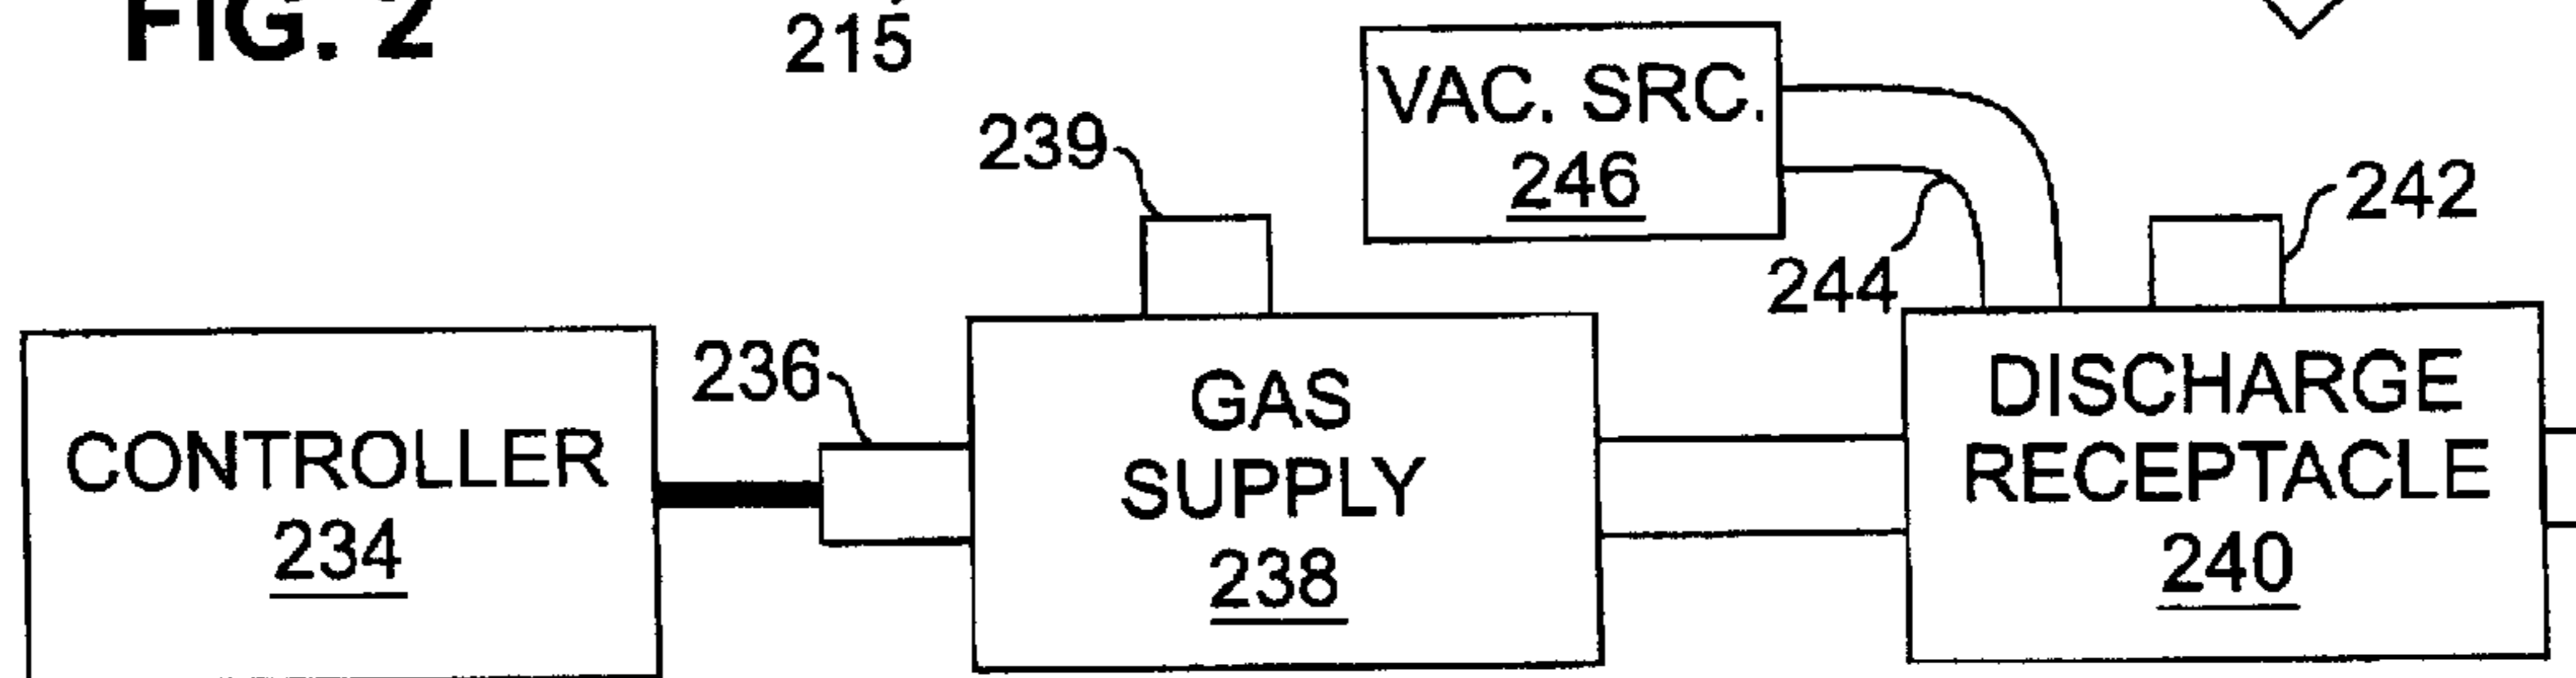 FIG. 2
215
VAC. SRC.
246
239
242
244
236
CONTROLLER
234
GAS
SUPPLY
238
DISCHARGE
RECEPTACLE
240